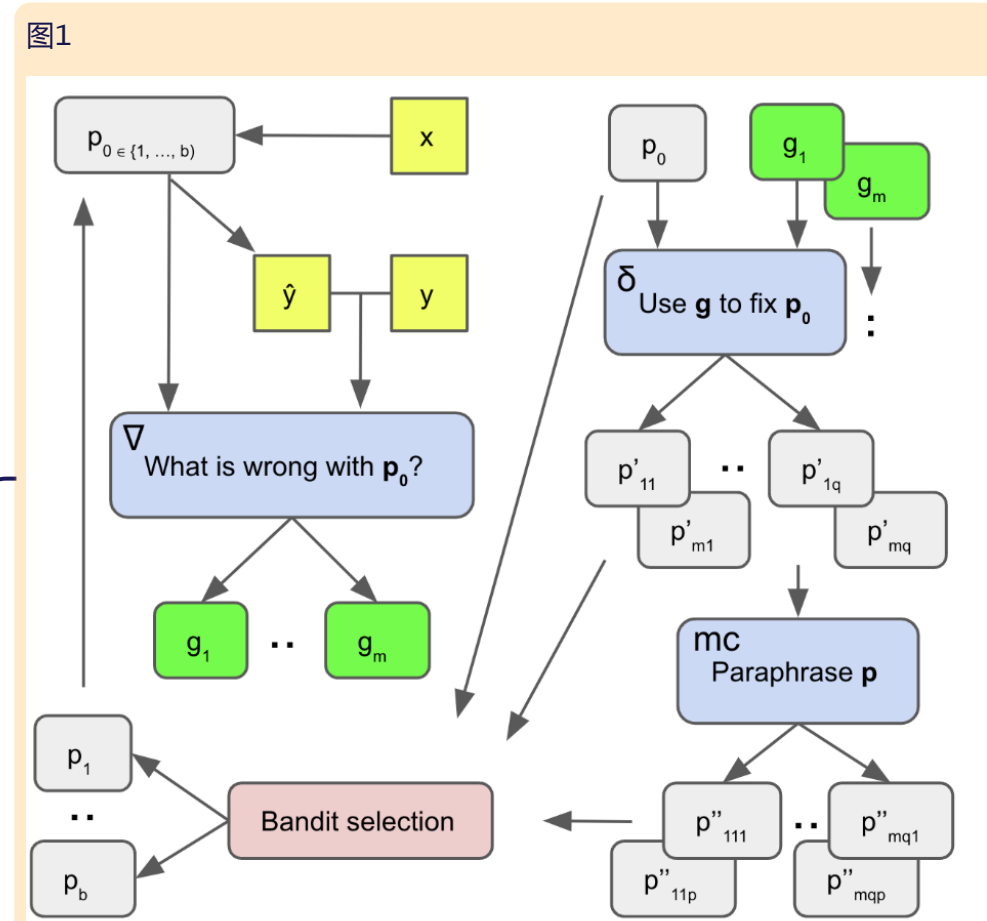 图1
p0 ∈ {1, …, b)
x
ŷ
y
∇
What is wrong with p0?
g1
..
gm
p1
..
pb
Bandit selection
p0
g1
gm
δ
Use g to fix p0
:
p’11
..
p’1q
p’m1
p’mq
mc
Paraphrase p
p’’111
..
p’’mq1
p’’11p
p’’mqp